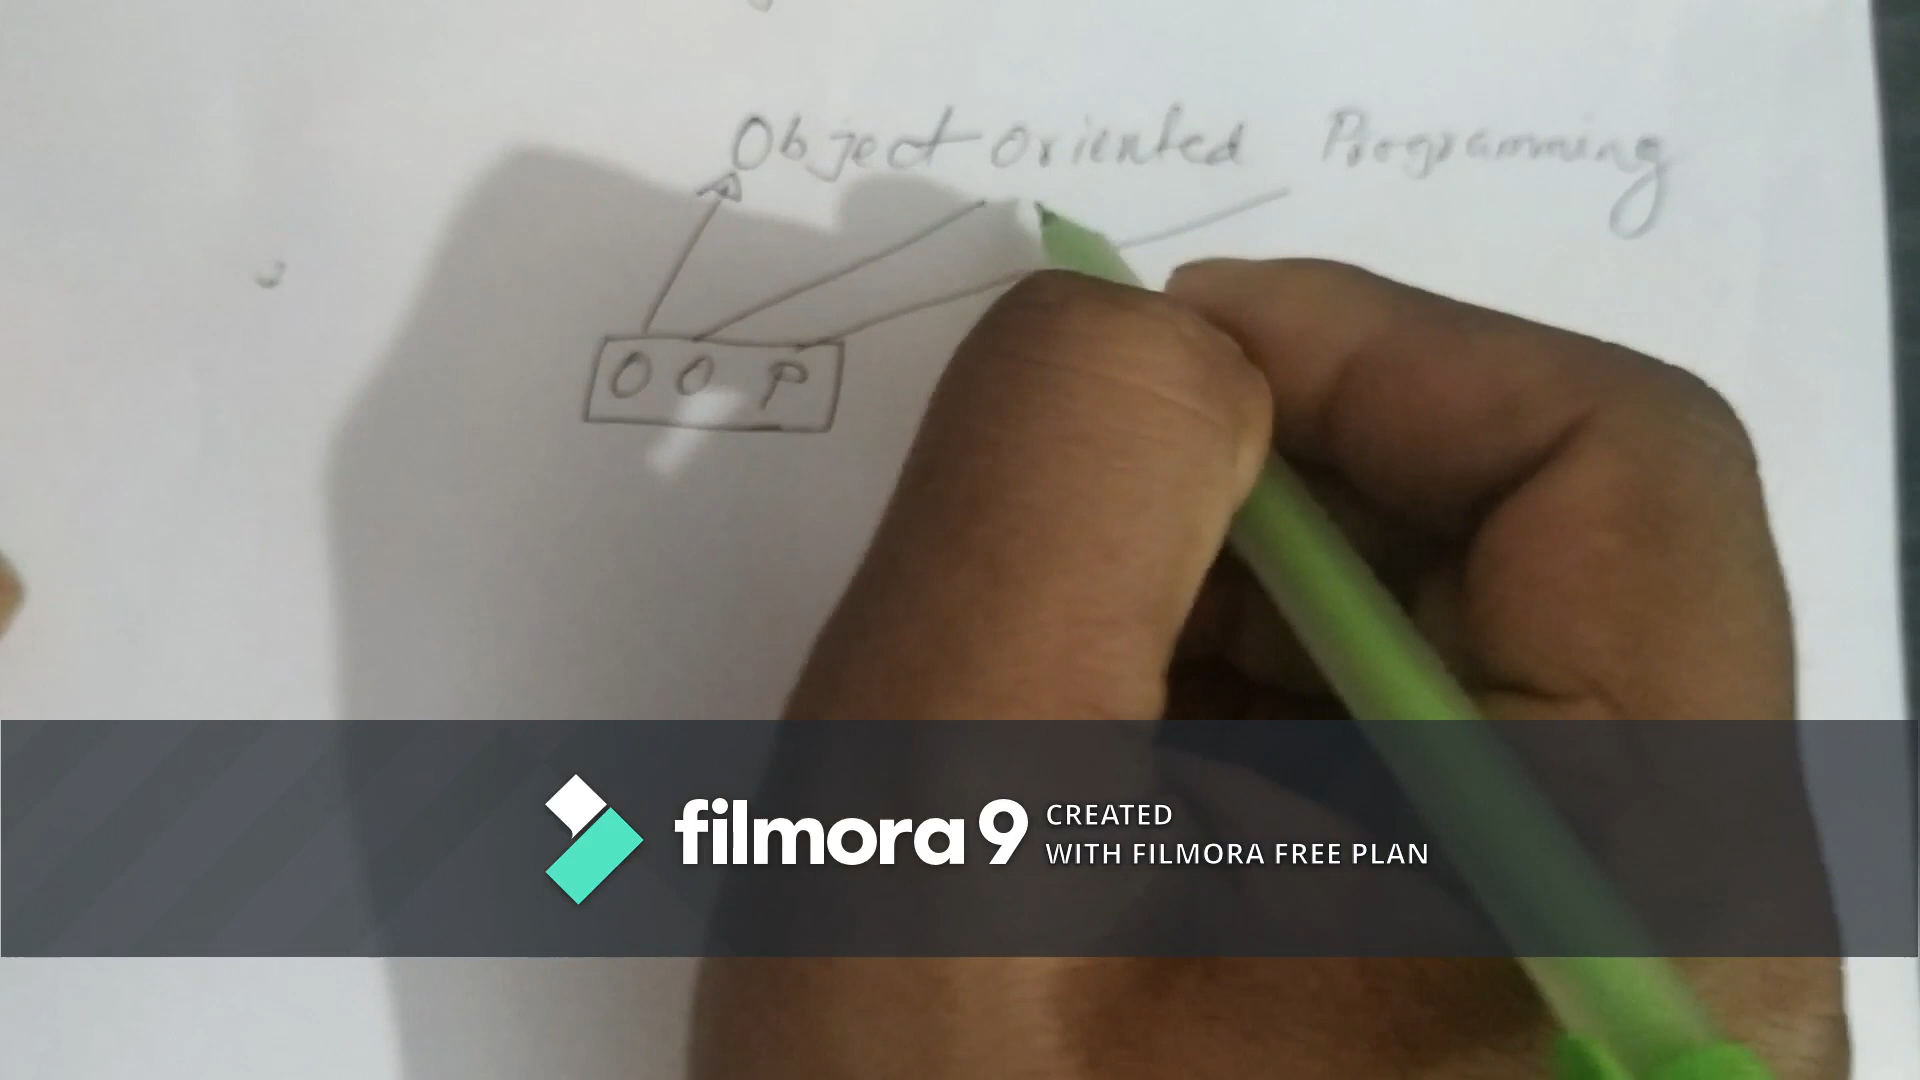 Object Oriented Programming
O O P
filmora 9
CREATED
WITH FILMORA FREE PLAN